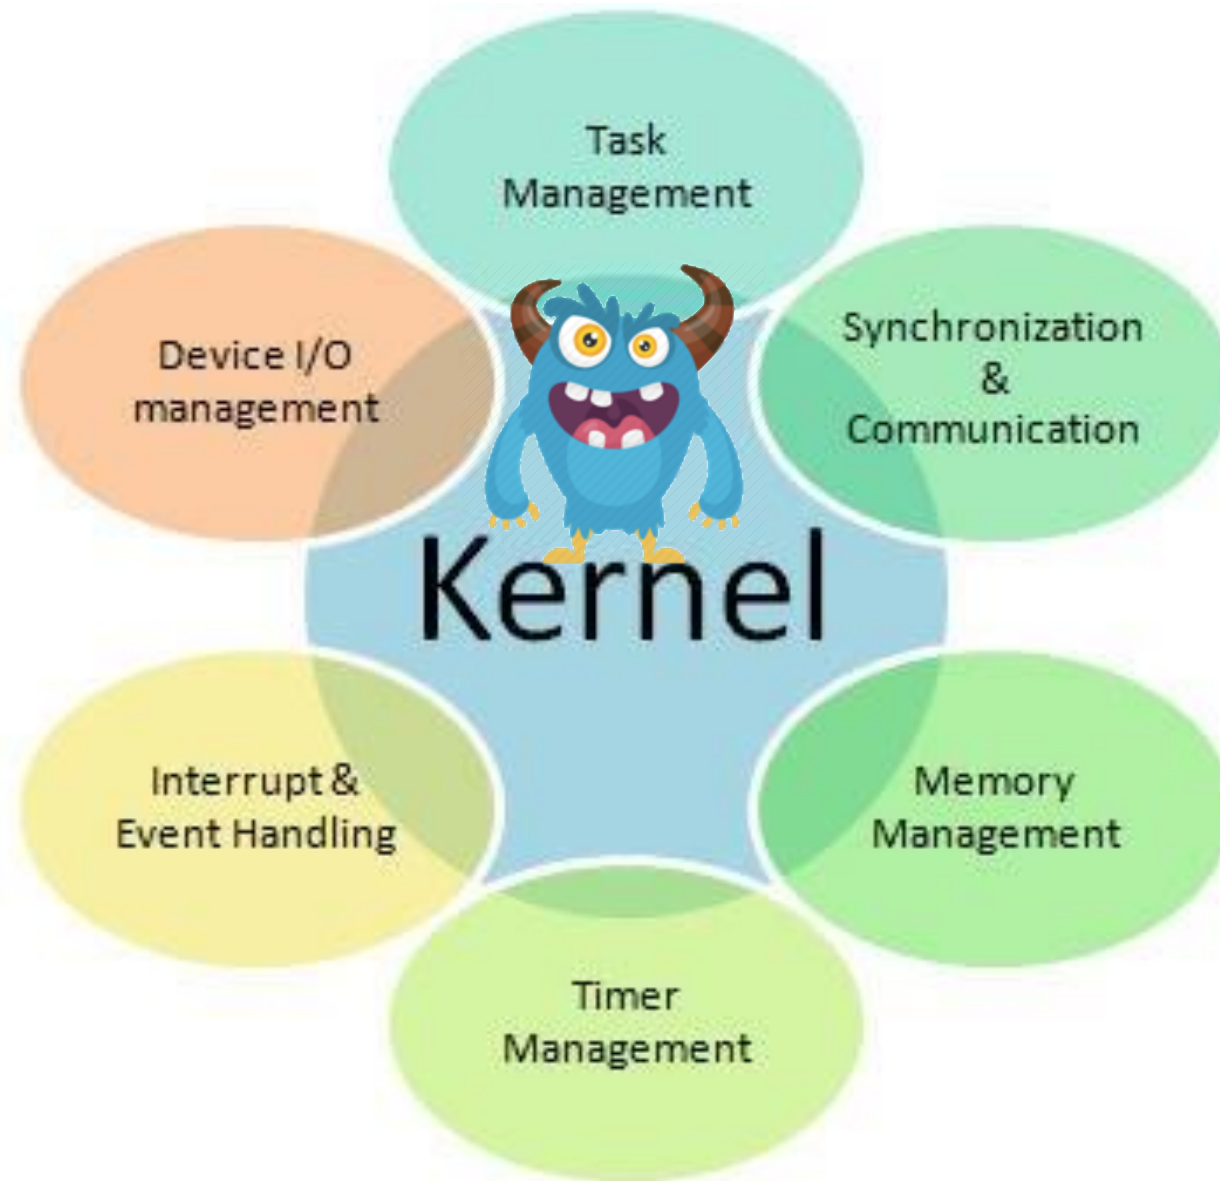 Task
Management
Synchronization
&
Communication
Device I/O
management
Kernel
Interrupt &
Event Handling
Memory
Management
Timer
Management